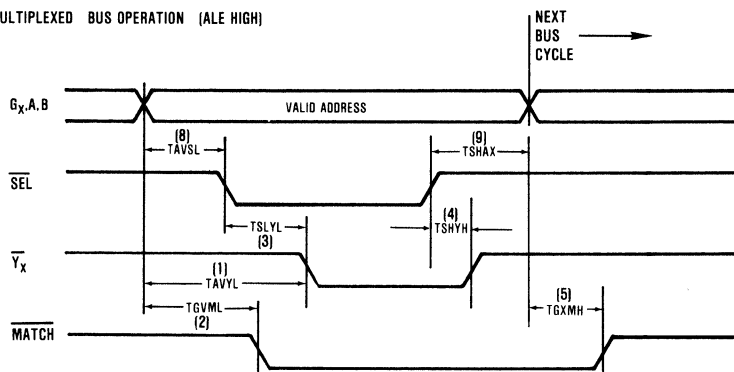 ULTIPLEXED BUS OPERATION (ALE HIGH)
NEXT
BUS
CYCLE
GX,A,B
VALID ADDRESS
(8)
TAVSL
(9)
TSHAX
SEL
TSLYL
(3)
(4)
TSHYH
YX
(1)
TAVYL
TGVML
(2)
(5)
TGXMH
MATCH